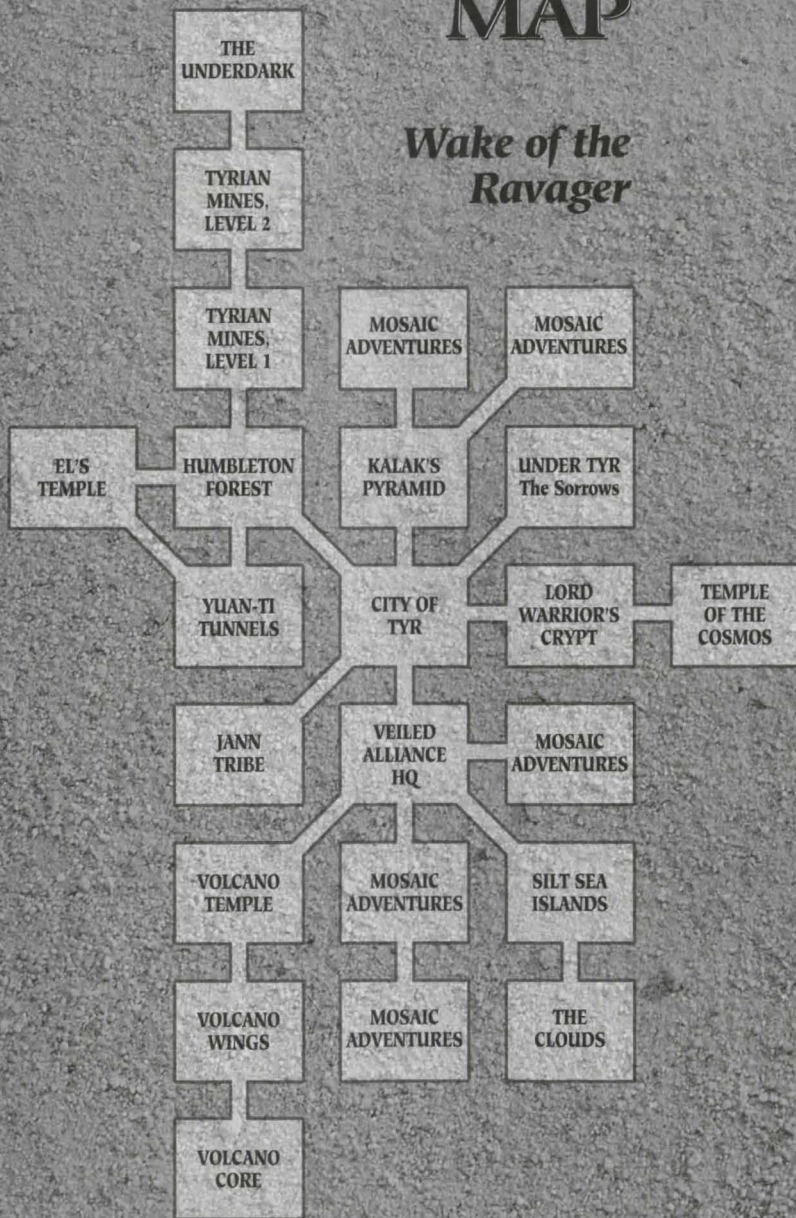 MAP
Wake of the
Ravager
THE
UNDERDARK
TYRIAN
MINES,
LEVEL 2
TYRIAN
MINES,
LEVEL 1
MOSAIC
ADVENTURES
MOSAIC
ADVENTURES
EL'S
TEMPLE
HUMBLETON
FOREST
KALAK'S
PYRAMID
UNDER TYR
The Sorrows
YUAN-TI
TUNNELS
CITY OF
TYR
LORD
WARRIOR'S
CRYPT
TEMPLE
OF THE
COSMOS
JANN
TRIBE
VEILED
ALLIANCE
HQ
MOSAIC
ADVENTURES
VOLCANO
TEMPLE
MOSAIC
ADVENTURES
SILT SEA
ISLANDS
VOLCANO
WINGS
MOSAIC
ADVENTURES
THE
CLOUDS
VOLCANO
CORE